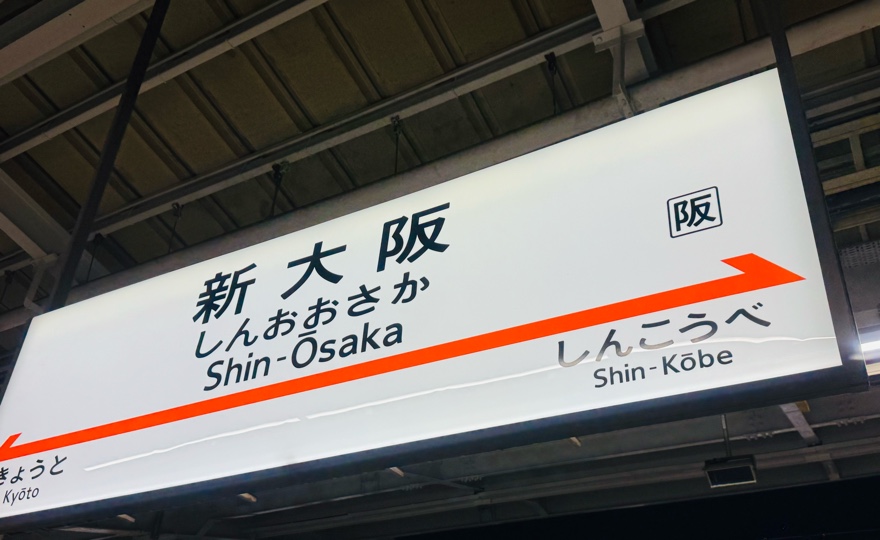 新大阪
阪
しんおおさか
Shin-Ōsaka
しんこうべ
Shin-Kōbe
きょうと
Kyōto